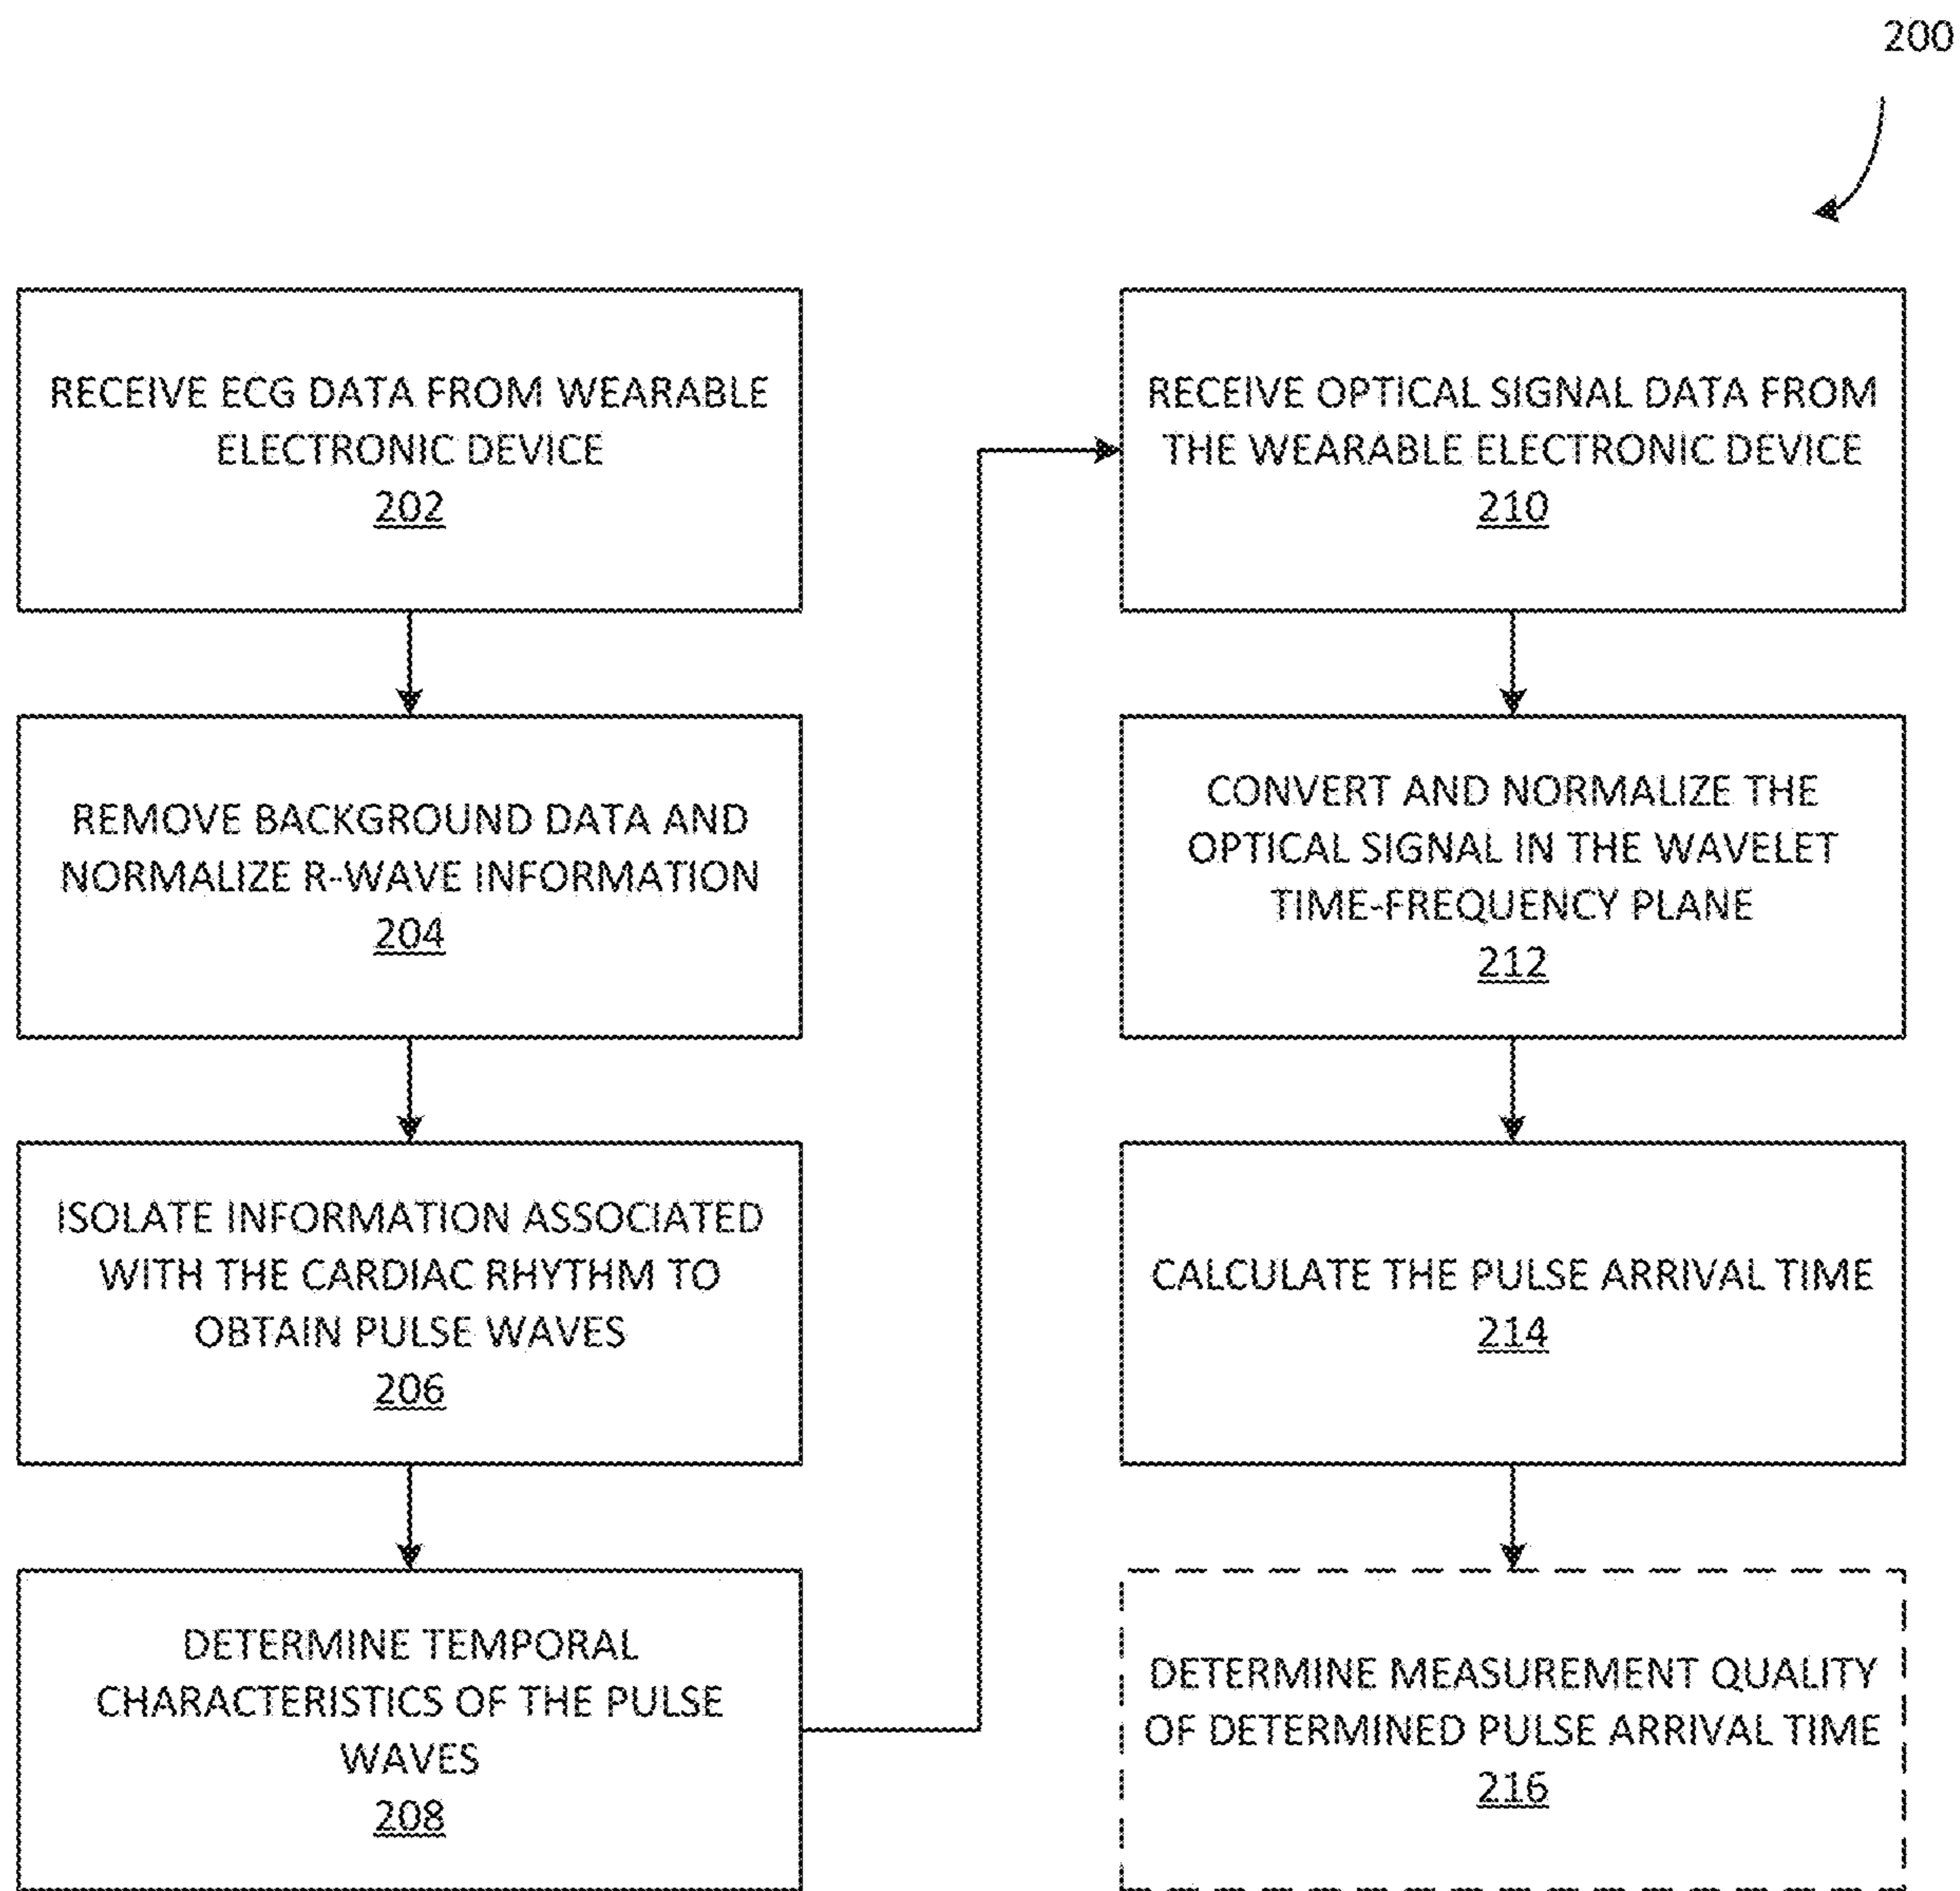 200
RECEIVE ECG DATA FROM WEARABLE
ELECTRONIC DEVICE
202
REMOVE BACKGROUND DATA AND
NORMALIZE R-WAVE INFORMATION
204
ISOLATE INFORMATION ASSOCIATED
WITH THE CARDIAC RHYTHM TO
OBTAIN PULSE WAVES
206
DETERMINE TEMPORAL
CHARACTERISTICS OF THE PULSE
WAVES
208
RECEIVE OPTICAL SIGNAL DATA FROM
THE WEARABLE ELECTRONIC DEVICE
210
CONVERT AND NORMALIZE THE
OPTICAL SIGNAL IN THE WAVELET
TIME-FREQUENCY PLANE
212
CALCULATE THE PULSE ARRIVAL TIME
214
DETERMINE MEASUREMENT QUALITY
OF DETERMINED PULSE ARRIVAL TIME
216